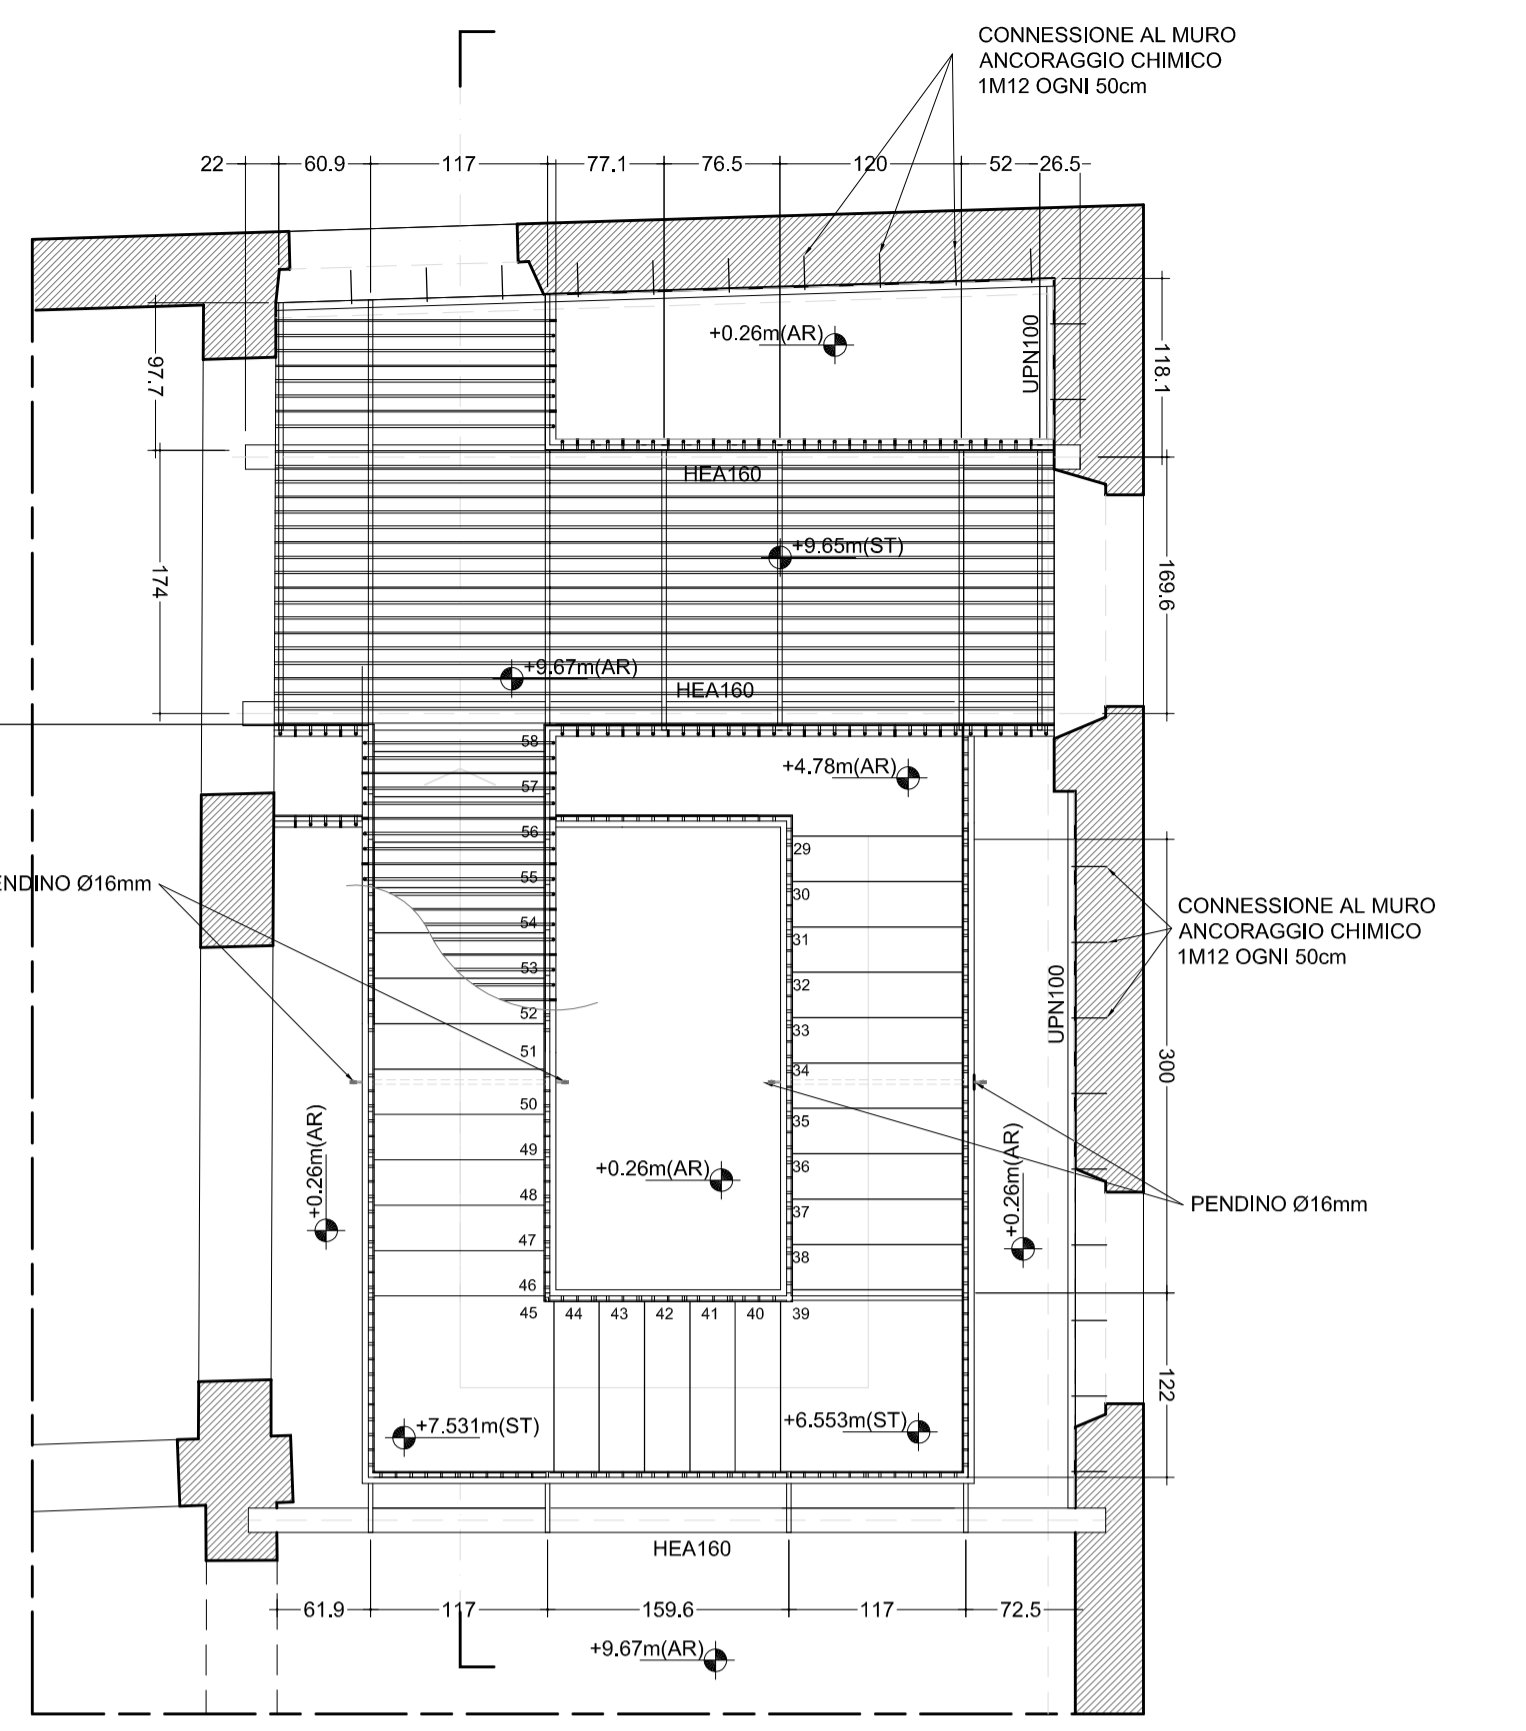 CONNESSIONE AL MURO
ANCORAGGIO CHIMICO
1M12 OGNI 50cm
22 60.9 117 77.1 76.5 120 52 26.5
+0.26m(AR)
UPN100
97.7
118.1
HEA160
+9.65m(ST)
174
169.6
+9.67m(AR)
HEA160
58
+4.78m(AR)
57
56
29
55
ENDINO Ø16mm
30
54
31
CONNESSIONE AL MURO
ANCORAGGIO CHIMICO
1M12 OGNI 50cm
53
32
52
33
UPN100
51
34
300
50
35
49
36
+0.26m(AR)
+0.26m(AR)
+0.26m(AR)
48
37
PENDINO Ø16mm
47
38
46
45 44 43 42 41 40 39
122
+7.531m(ST)
+6.553m(ST)
HEA160
61.9 117 159.6 117 72.5
+9.67m(AR)